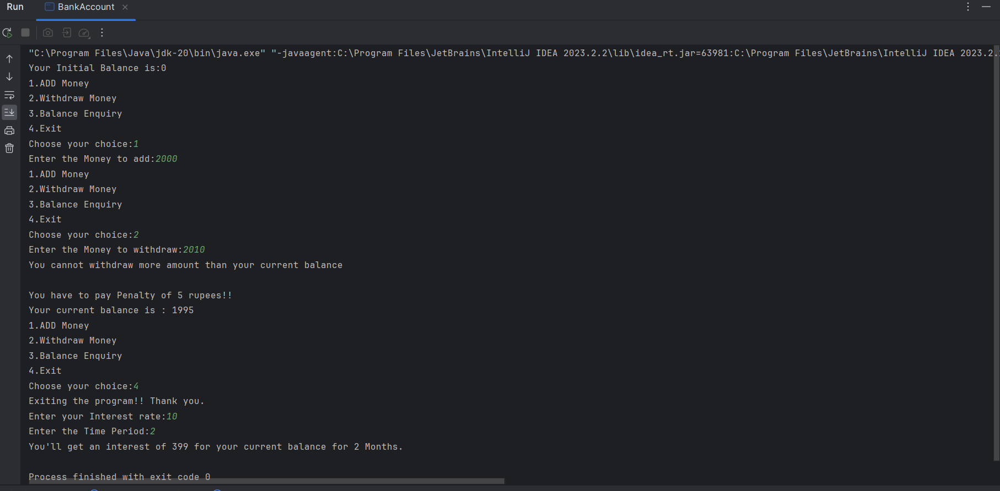 Run BankAccount
"C:\Program Files\Java\jdk-20\bin\java.exe" "-javaagent:C:\Program Files\JetBrains\IntelliJ IDEA 2023.2.2\lib\idea_rt.jar=63981:C:\Program Files\JetBrains\IntelliJ IDEA 2023.2.
Your Initial Balance is:0
1.ADD Money
2.Withdraw Money
3.Balance Enquiry
4.Exit
Choose your choice:1
Enter the Money to add:2000
1.ADD Money
2.Withdraw Money
3.Balance Enquiry
4.Exit
Choose your choice:2
Enter the Money to withdraw:2010
You cannot withdraw more amount than your current balance
You have to pay Penalty of 5 rupees!!
Your current balance is : 1995
1.ADD Money
2.Withdraw Money
3.Balance Enquiry
4.Exit
Choose your choice:4
Exiting the program!! Thank you.
Enter your Interest rate:10
Enter the Time Period:2
You'll get an interest of 399 for your current balance for 2 Months.
Process finished with exit code 0